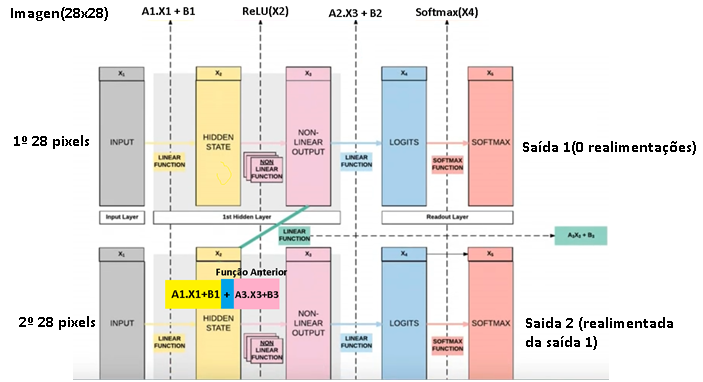 Imagen(28x28) A1.X1 + B1 ReLU(X2) A2.X3 + B2 Softmax(X4)
X₁ X₂ X₃ X₄ X₅
1º 28 pixels
INPUT
HIDDEN
STATE
NON-
LINEAR
OUTPUT
LOGITS
SOFTMAX
Saída 1(0 realimentações)
LINEAR
FUNCTION
NON
LINEAR
FUNCTION
LINEAR
FUNCTION
SOFTMAX
FUNCTION
Input Layer 1st Hidden Layer Readout Layer
LINEAR
FUNCTION
A₃X₃ + B₃
X₁ X₂ X₃ X₄ X₅
Função Anterior
A1.X1+B1 + A3.X3+B3
2º 28 pixels
INPUT
HIDDEN
STATE
NON-
LINEAR
OUTPUT
LOGITS
SOFTMAX
Saida 2 (realimentada
da saída 1)
LINEAR
FUNCTION
NON
LINEAR
FUNCTION
LINEAR
FUNCTION
SOFTMAX
FUNCTION